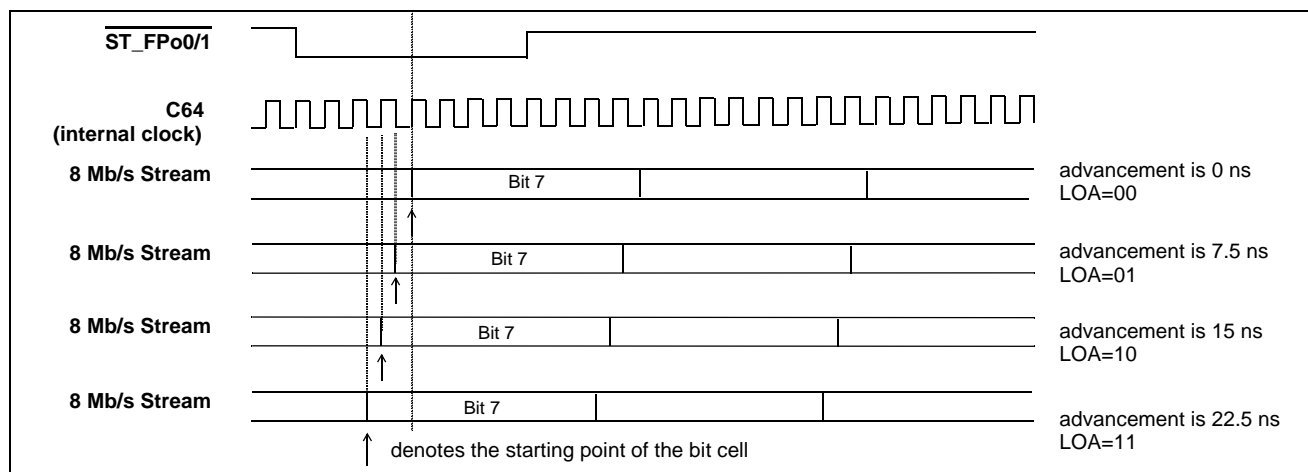 ST_FPo0/1
C64
(internal clock)
8 Mb/s Stream
Bit 7
advancement is 0 ns
LOA=00
8 Mb/s Stream
Bit 7
advancement is 7.5 ns
LOA=01
8 Mb/s Stream
Bit 7
advancement is 15 ns
LOA=10
8 Mb/s Stream
Bit 7
advancement is 22.5 ns
LOA=11
denotes the starting point of the bit cell